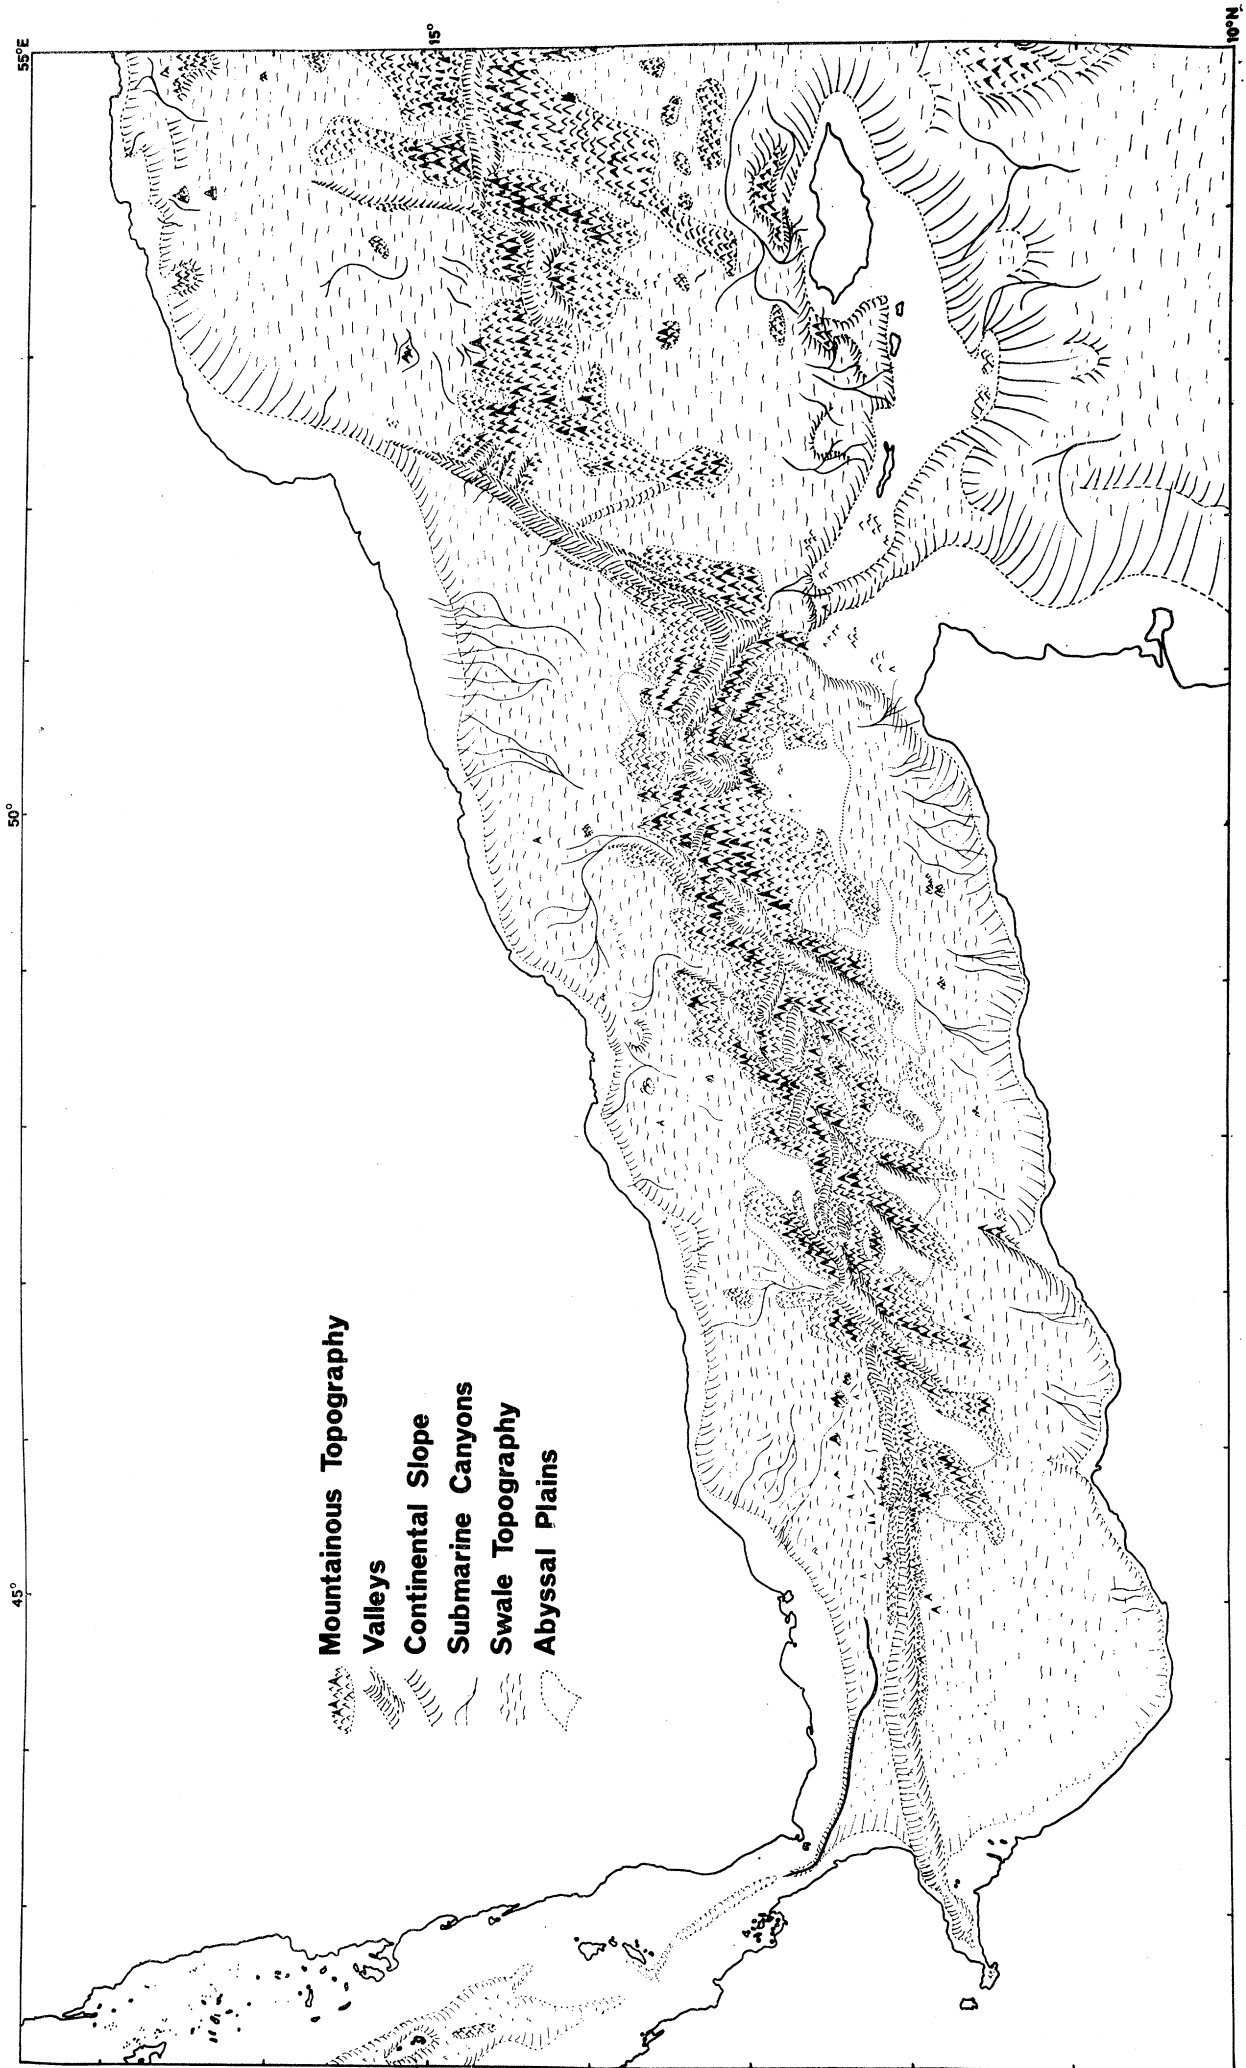 45°
50°
55°E
15°
10°N
Mountainous Topography
Valleys
Continental Slope
Submarine Canyons
Swale Topography
Abyssal Plains